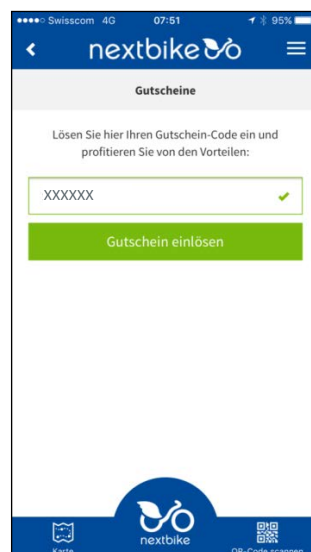 Swisscom 4G 07:51 95%
nextbike
Gutscheine
Lösen Sie hier Ihren Gutschein-Code ein und
profitieren Sie von den Vorteilen:
XXXXXX
Gutschein einlösen
nextbike
Karte
QR-Code scannen